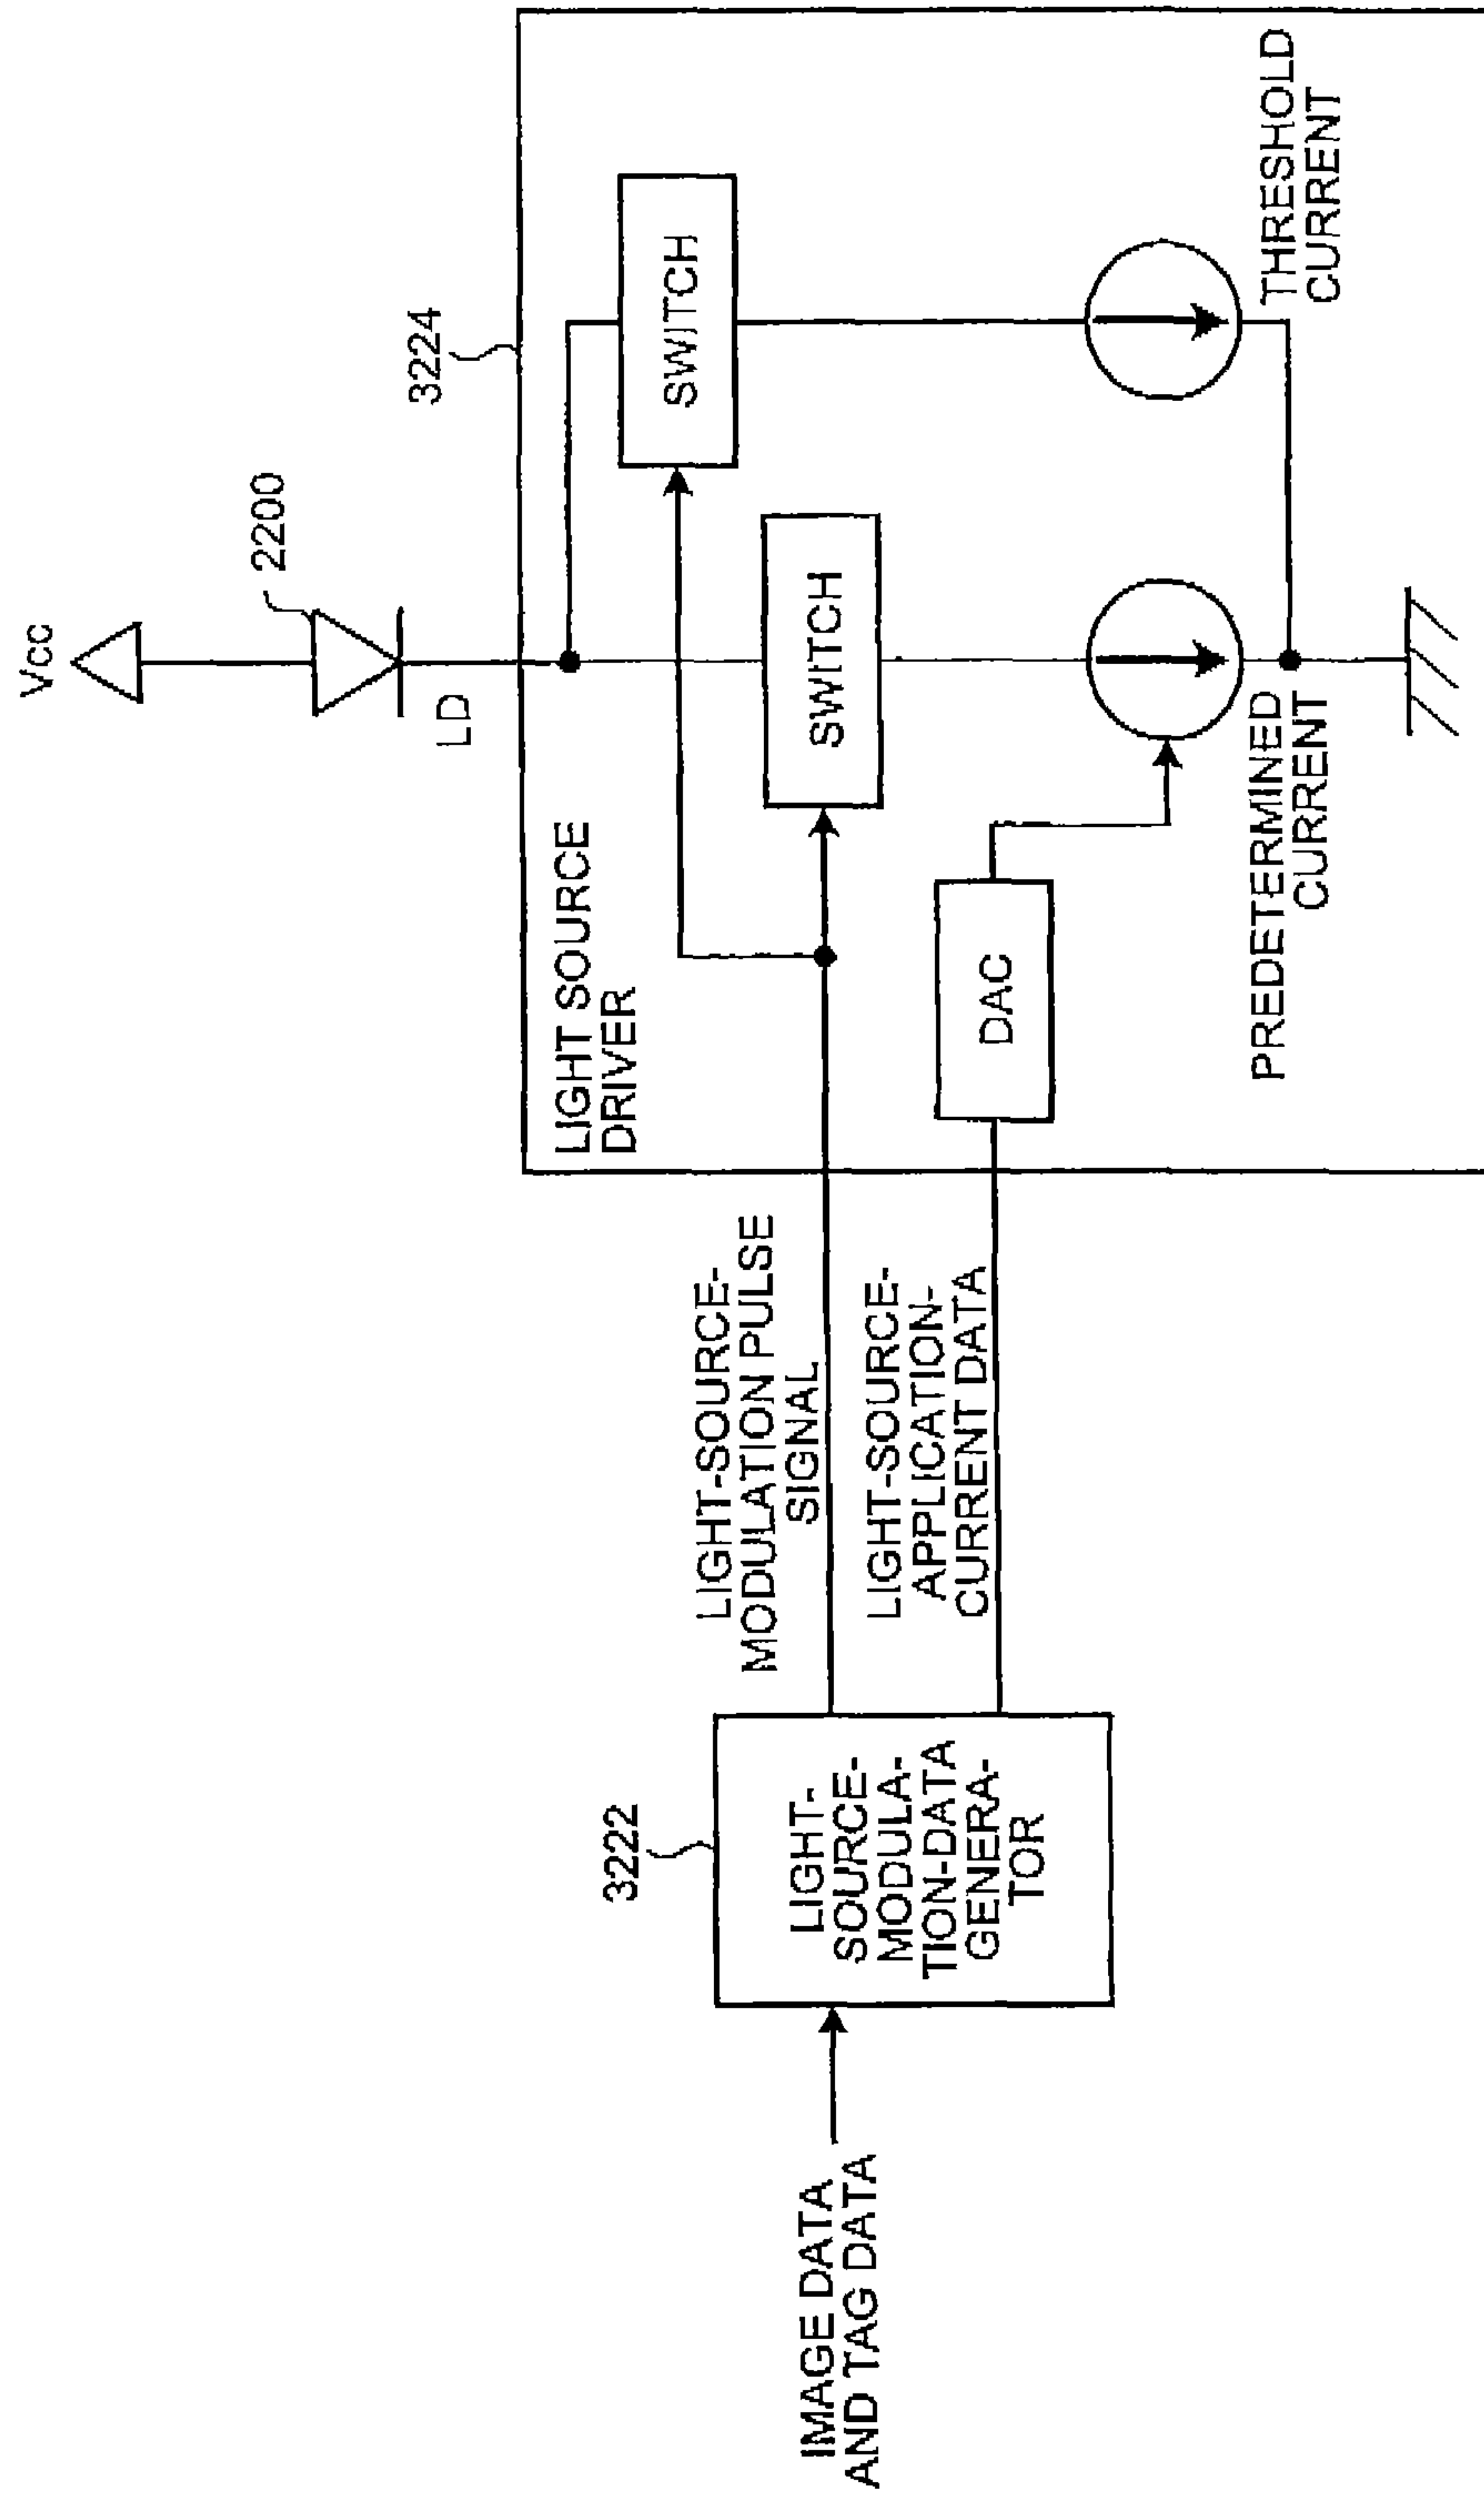 Vcc
2200
LD
3224
LIGHT SOURCE
DRIVER
SWITCH
SWITCH
DAC
PREDETERMINED
CURRENT
THRESHOLD
CURRENT
LIGHT-SOURCE-
MODULATION PULSE
SIGNAL
LIGHT-SOURCE-
APPLICATION-
CURRENT DATA
3222
LIGHT-
SOURCE-
MODULA-
TION-DATA
GENERA-
TOR
IMAGE DATA
AND TAG DATA